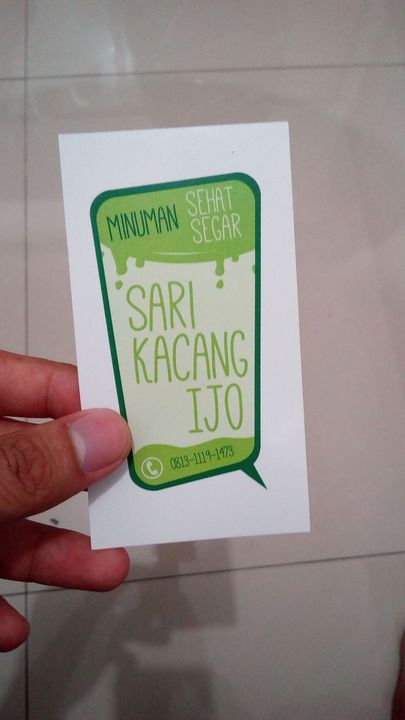 MINUMAN SEHAT SEGAR
SARI
KACANG
IJO
0813-1119-1473